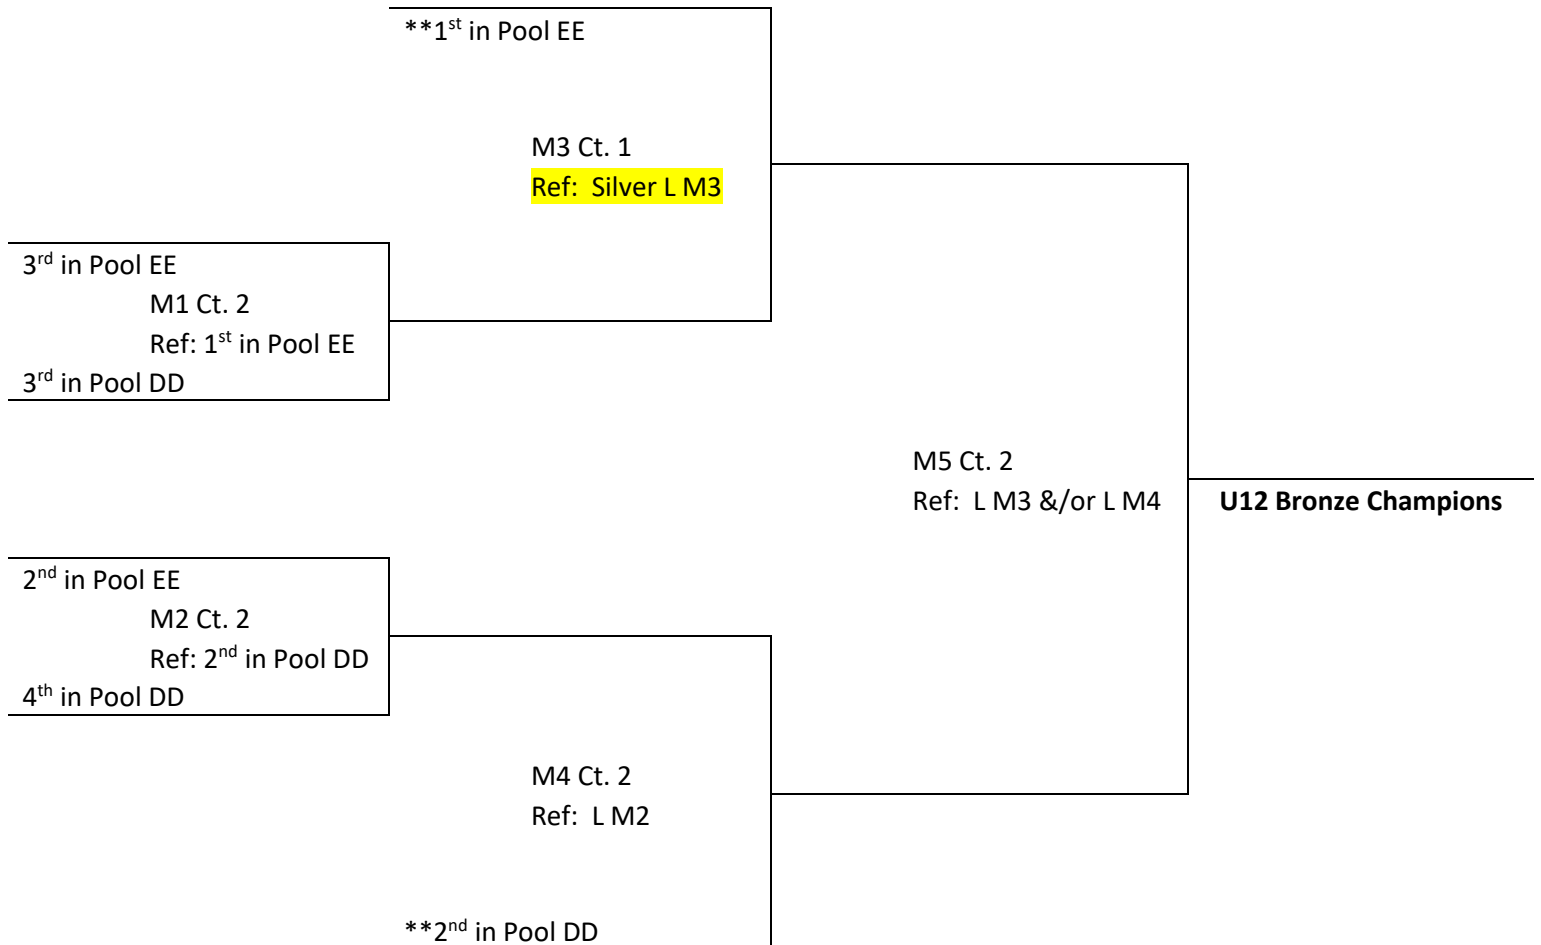 **1st in Pool EE
M3 Ct. 1
Ref: Silver L M3
3rd in Pool EE
M1 Ct. 2
Ref: 1st in Pool EE
3rd in Pool DD
M5 Ct. 2
Ref: L M3 &/or L M4
U12 Bronze Champions
2nd in Pool EE
M2 Ct. 2
Ref: 2nd in Pool DD
4th in Pool DD
M4 Ct. 2
Ref: L M2
**2nd in Pool DD